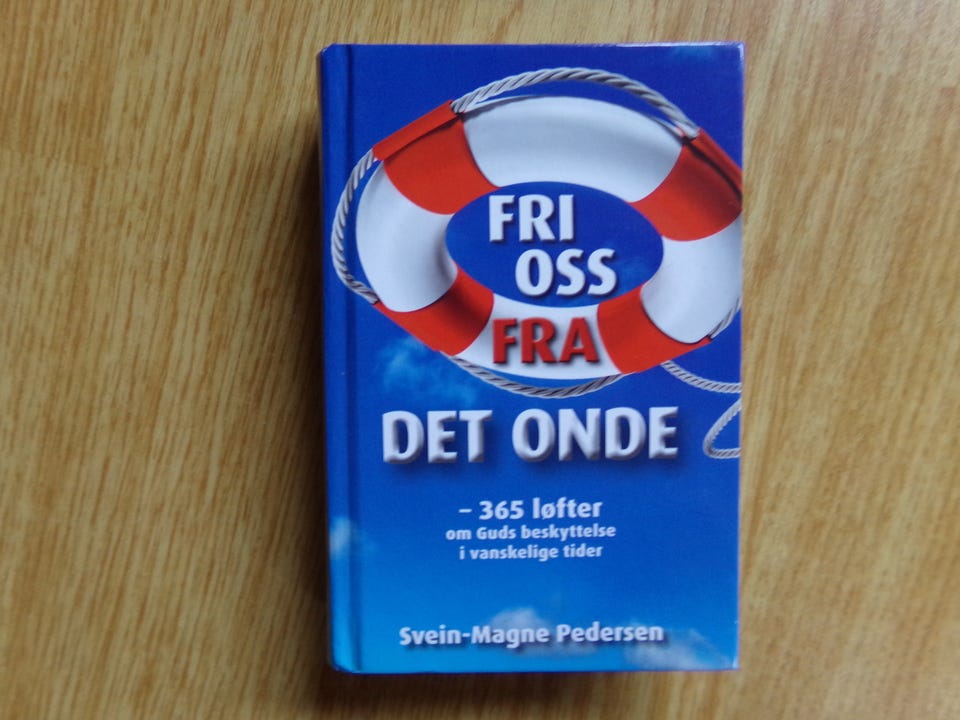 FRI
OSS
FRA
DET ONDE
– 365 løfter
om Guds beskyttelse
i vanskelige tider
Svein-Magne Pedersen